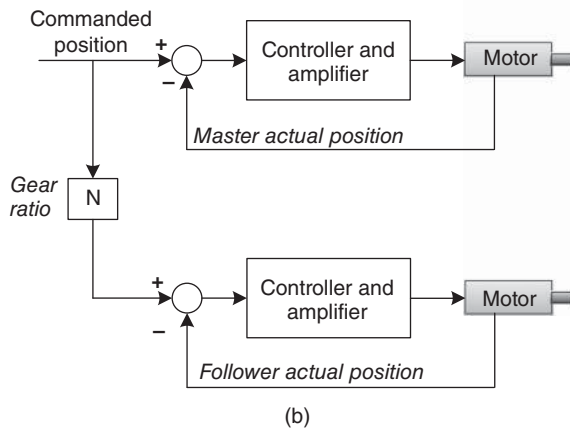 Commanded
position
+
−
Controller and
amplifier
Motor
Master actual position
Gear
ratio
N
+
−
Controller and
amplifier
Motor
Follower actual position
(b)